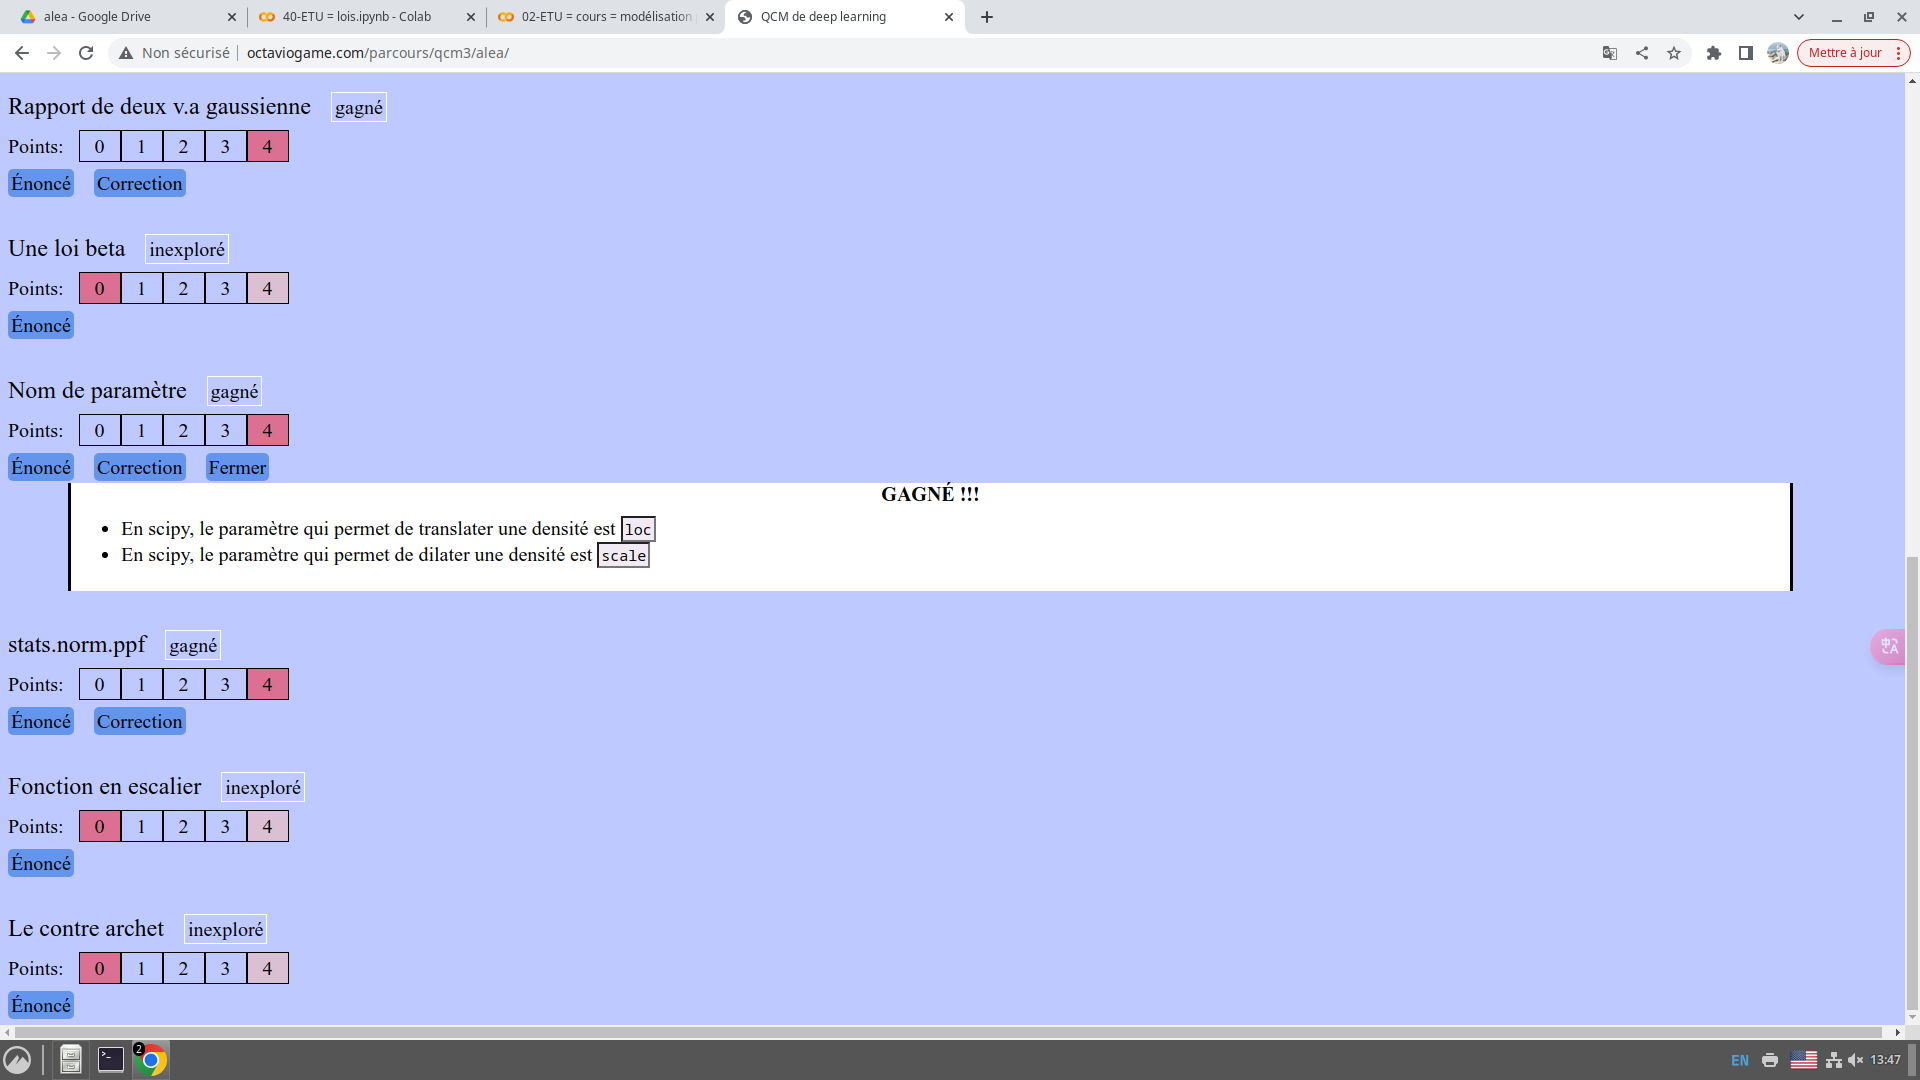 alea - Google Drive
40-ETU = lois.ipynb - Colab
02-ETU = cours = modélisation
QCM de deep learning
Non sécurisé
octaviogame.com/parcours/qcm3/alea/
Mettre à jour
Rapport de deux v.a gaussienne gagné
Points: 0 1 2 3 4
Énoncé Correction
Une loi beta inexploré
Points: 0 1 2 3 4
Énoncé
Nom de paramètre gagné
Points: 0 1 2 3 4
Énoncé Correction Fermer
GAGNÉ !!!
En scipy, le paramètre qui permet de translater une densité est loc
En scipy, le paramètre qui permet de dilater une densité est scale
stats.norm.ppf gagné
Points: 0 1 2 3 4
Énoncé Correction
Fonction en escalier inexploré
Points: 0 1 2 3 4
Énoncé
Le contre archet inexploré
Points: 0 1 2 3 4
Énoncé
2
EN
13:47